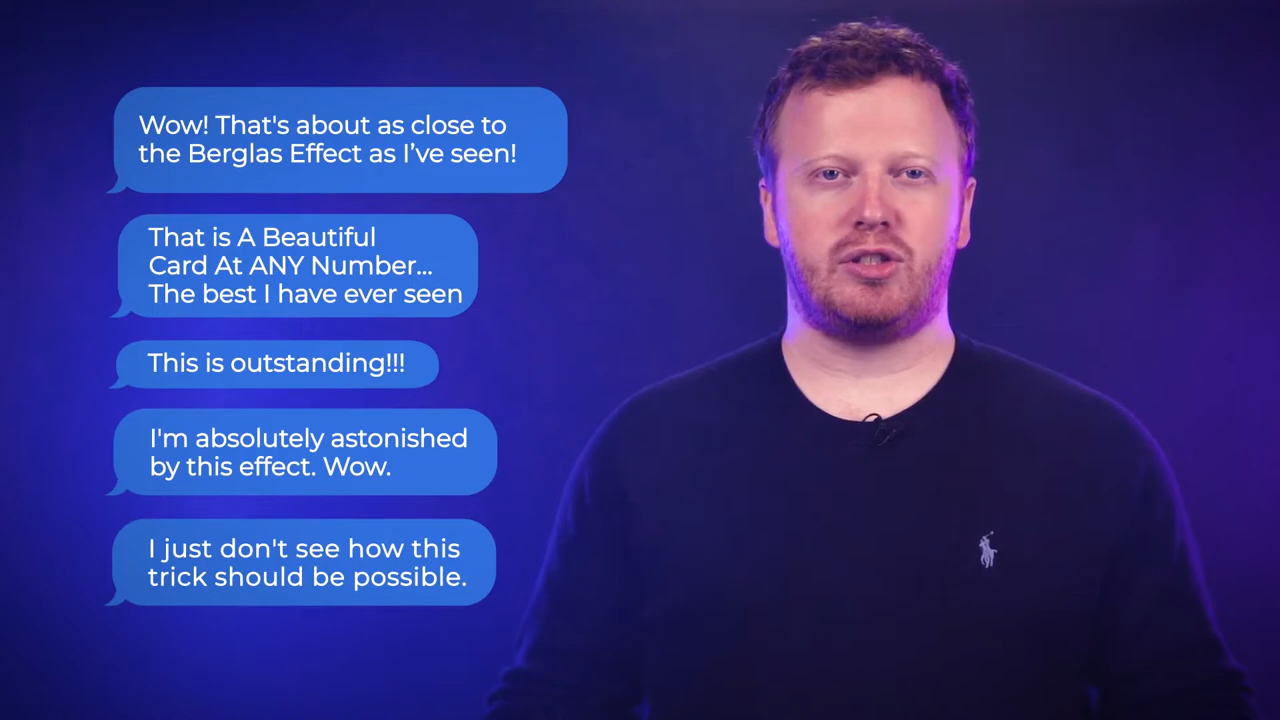 Wow! That's about as close to
the Berglas Effect as I’ve seen!
That is A Beautiful
Card At ANY Number...
The best I have ever seen
This is outstanding!!!
I'm absolutely astonished
by this effect. Wow.
I just don't see how this
trick should be possible.